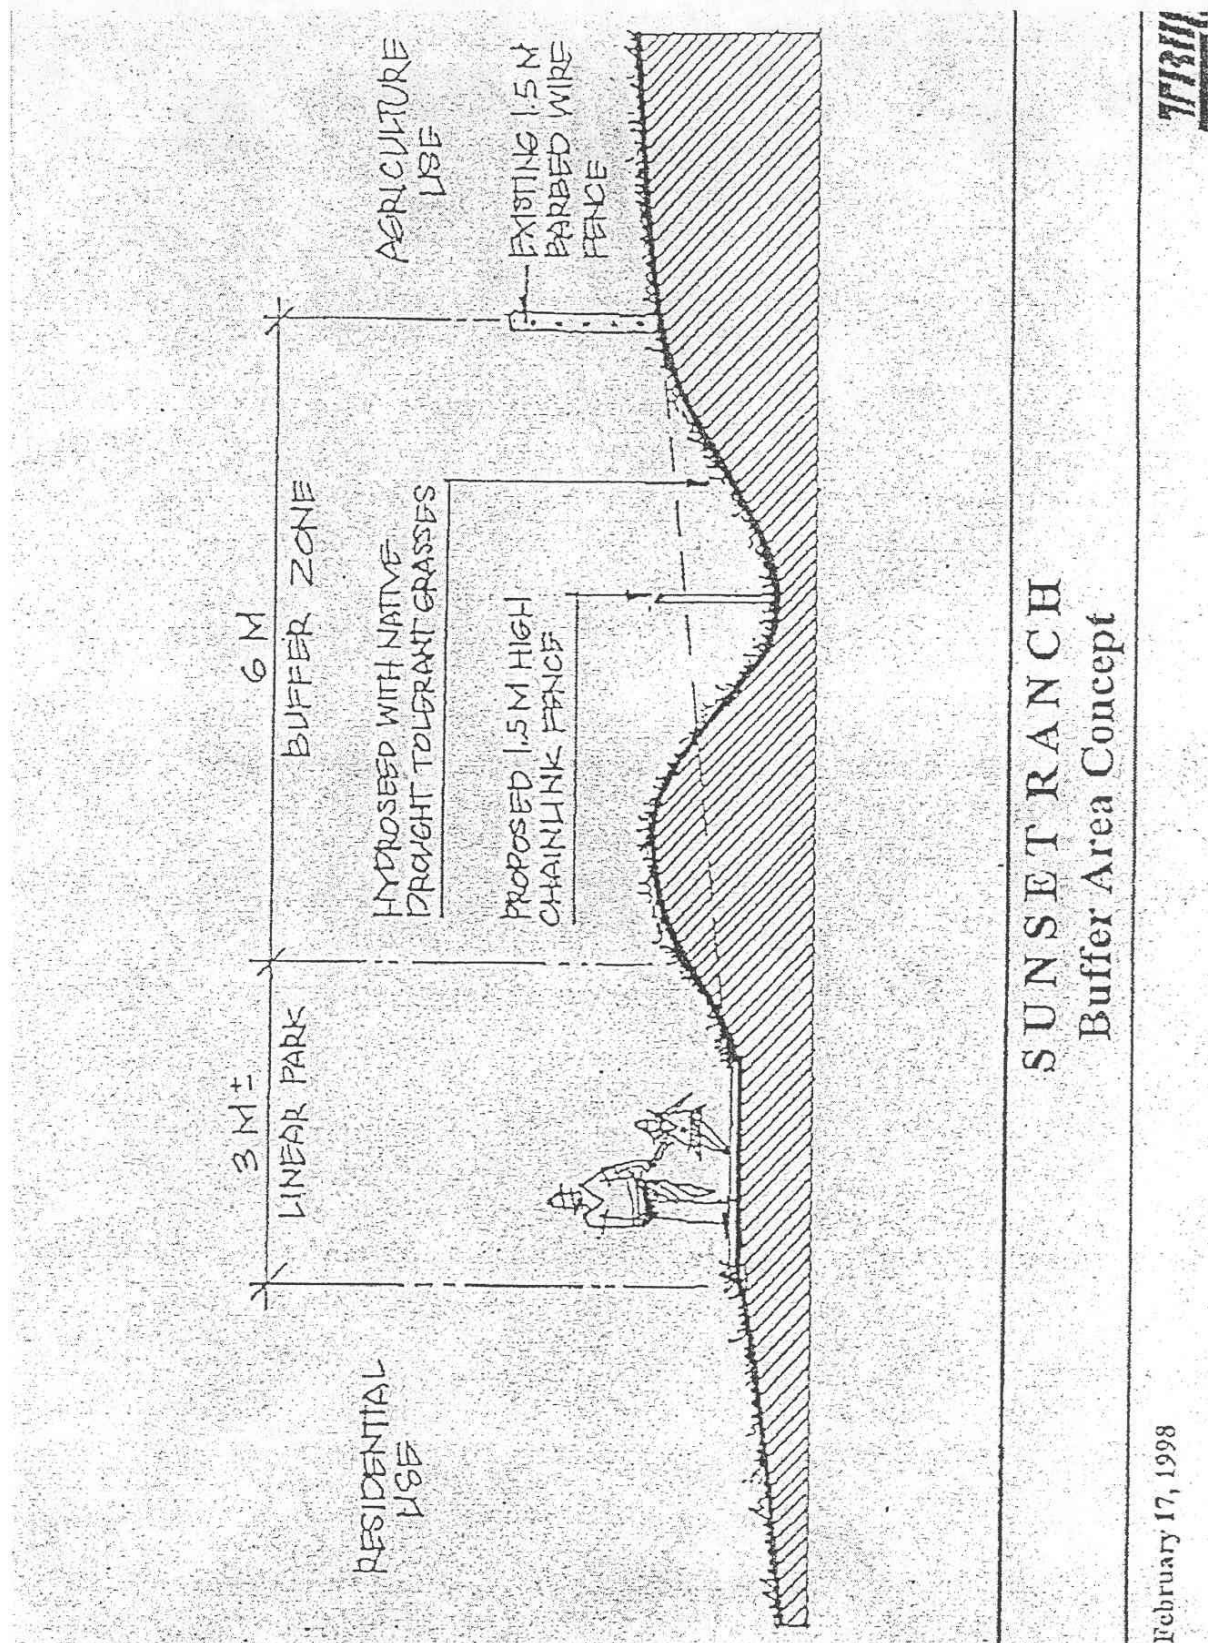 3 M ±
LINEAR PARK
6 M
BUFFER ZONE
RESIDENTIAL
USE
HYDROSEED WITH NATIVE
DROUGHT TOLERANT GRASSES
PROPOSED 1.5 M HIGH
CHAINLINK FENCE
AGRICULTURE
USE
EXISTING 1.5 M
BARBED WIRE
FENCE
SUNSET RANCH
Buffer Area Concept
February 17, 1998